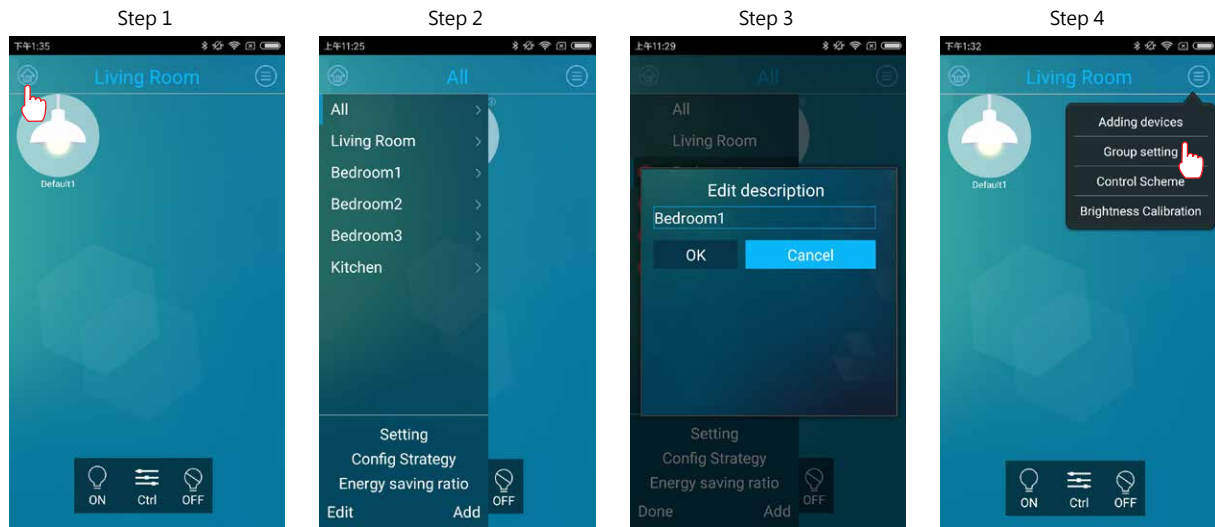 Step 1
下午1:35
Living Room
Default1
ON Ctrl OFF
Step 2
上午11:25
All
All
Living Room
Bedroom1
Bedroom2
Bedroom3
Kitchen
Setting
Config Strategy
Energy saving ratio
Edit Add
OFF
Step 3
上午11:29
All
All
Living Room
Edit description
Bedroom1
OK Cancel
Setting
Config Strategy
Energy saving ratio
Done Add
OFF
Step 4
下午1:32
Living Room
Adding devices
Group setting
Control Scheme
Brightness Calibration
Default1
ON Ctrl OFF